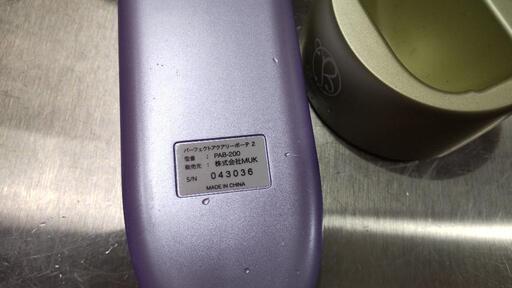 パーフェクトアクアリーボーテ 2
型番 : PAB-200
販売元 : 株式会社MUK
S/N 043036
MADE IN CHINA